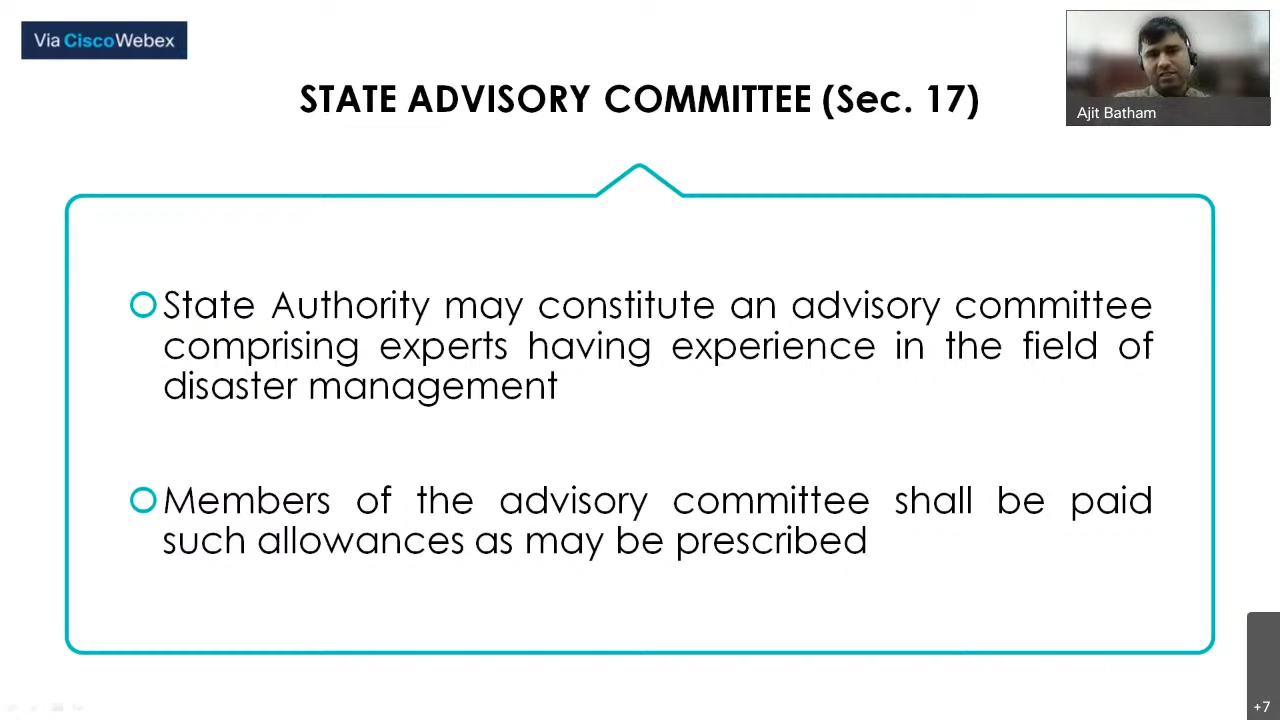 Via CiscoWebex
STATE ADVISORY COMMITTEE (Sec. 17)
Ajit Batham
State Authority may constitute an advisory committee
comprising experts having experience in the field of
disaster management
Members of the advisory committee shall be paid
such allowances as may be prescribed
+7